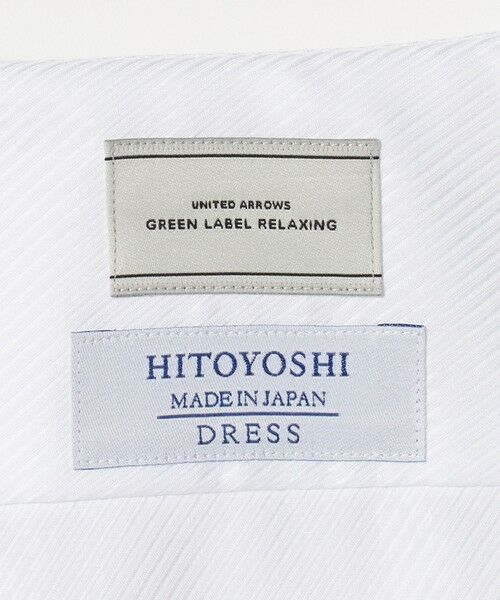 UNITED ARROWS
GREEN LABEL RELAXING
HITOYOSHI
MADE IN JAPAN
DRESS